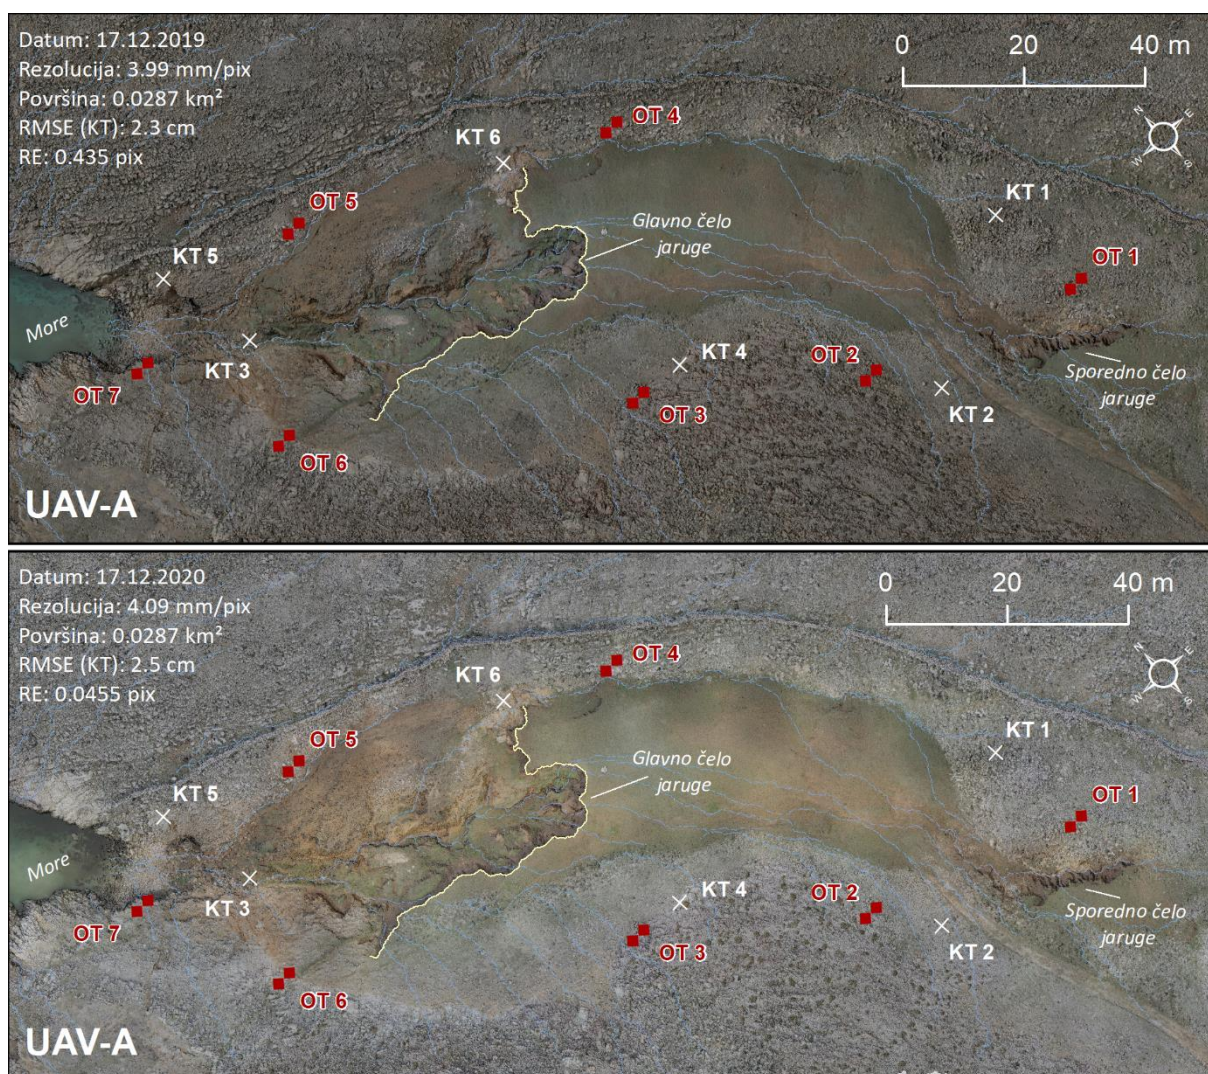 Datum: 17.12.2019
Rezolucija: 3.99 mm/pix
Površina: 0.0287 km²
RMSE (KT): 2.3 cm
RE: 0.435 pix
0 20 40 m
N
E
W
S
OT 4
KT 6
OT 5
KT 1
Glavno čelo
jaruge
KT 5
OT 1
More
KT 3
KT 4
OT 2
OT 7
Sporedno čelo
jaruge
OT 3
KT 2
OT 6
UAV-A
Datum: 17.12.2020
Rezolucija: 4.09 mm/pix
Površina: 0.0287 km²
RMSE (KT): 2.5 cm
RE: 0.0455 pix
0 20 40 m
N
E
W
S
OT 4
KT 6
OT 5
KT 1
Glavno čelo
jaruge
KT 5
OT 1
More
KT 3
KT 4
OT 2
OT 7
Sporedno čelo
jaruge
OT 3
KT 2
OT 6
UAV-A